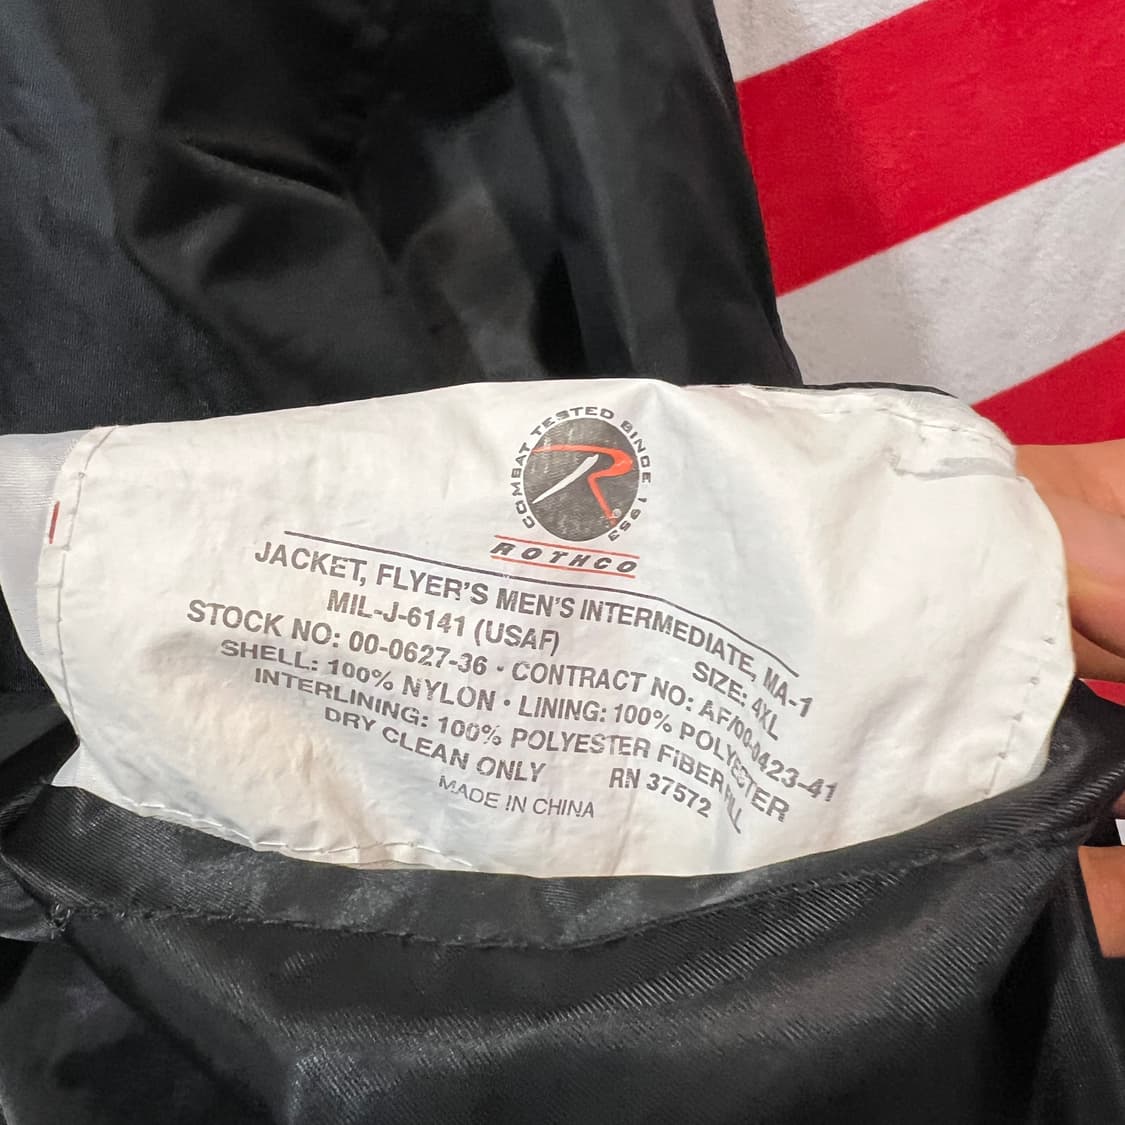 COMBAT TESTED SINCE 1953
R
ROTHCO
JACKET, FLYER'S MEN'S INTERMEDIATE, MA-1
MIL-J-6141 (USAF) SIZE: 4XL
STOCK NO: 00-0627-36 · CONTRACT NO: AF/00-0423-41
SHELL: 100% NYLON · LINING: 100% POLYESTER
INTERLINING: 100% POLYESTER FIBERFILL
DRY CLEAN ONLY RN 37572
MADE IN CHINA